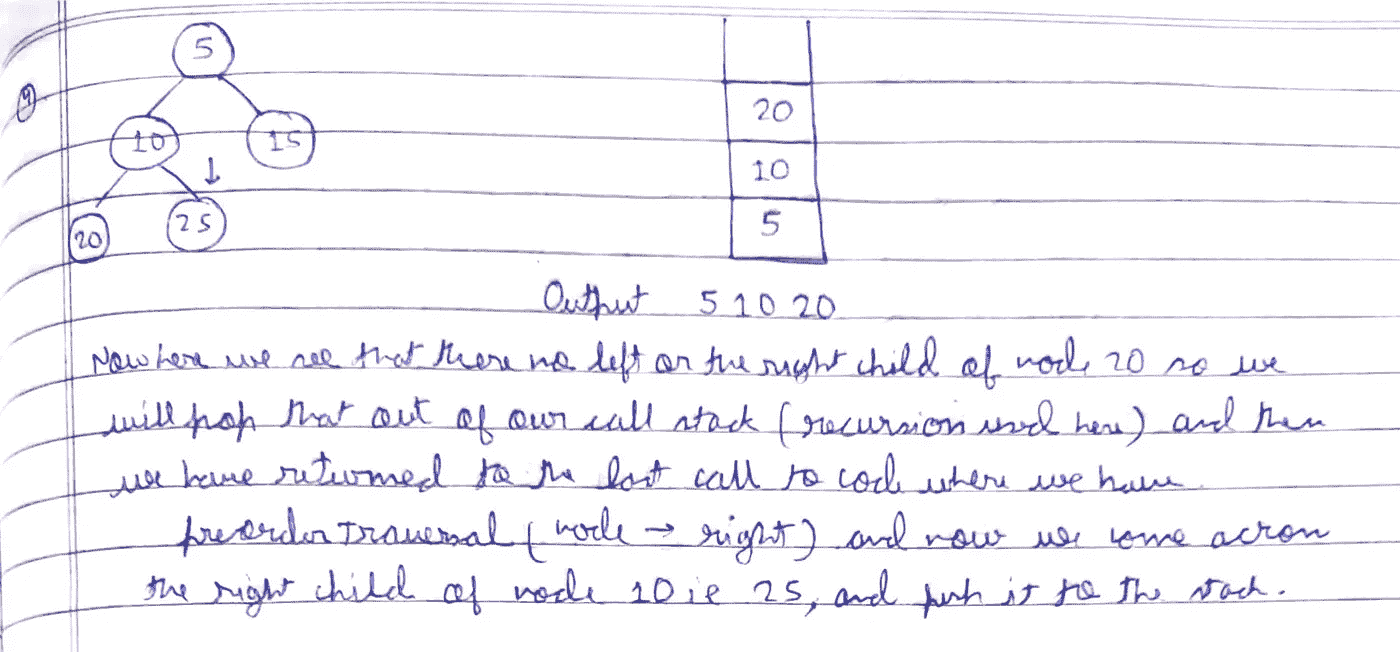 5
9
10 15
↓
20 25
20
10
5
Output 5 10 20
Now here we see that there no left or the right child of node 20 so we
will pop that out of our call stack (recursion used here) and then
we have returned to the last call to code where we have
preorderTraversal (node → right) and now we come across
the right child of node 10 ie 25, and push it to the stack.